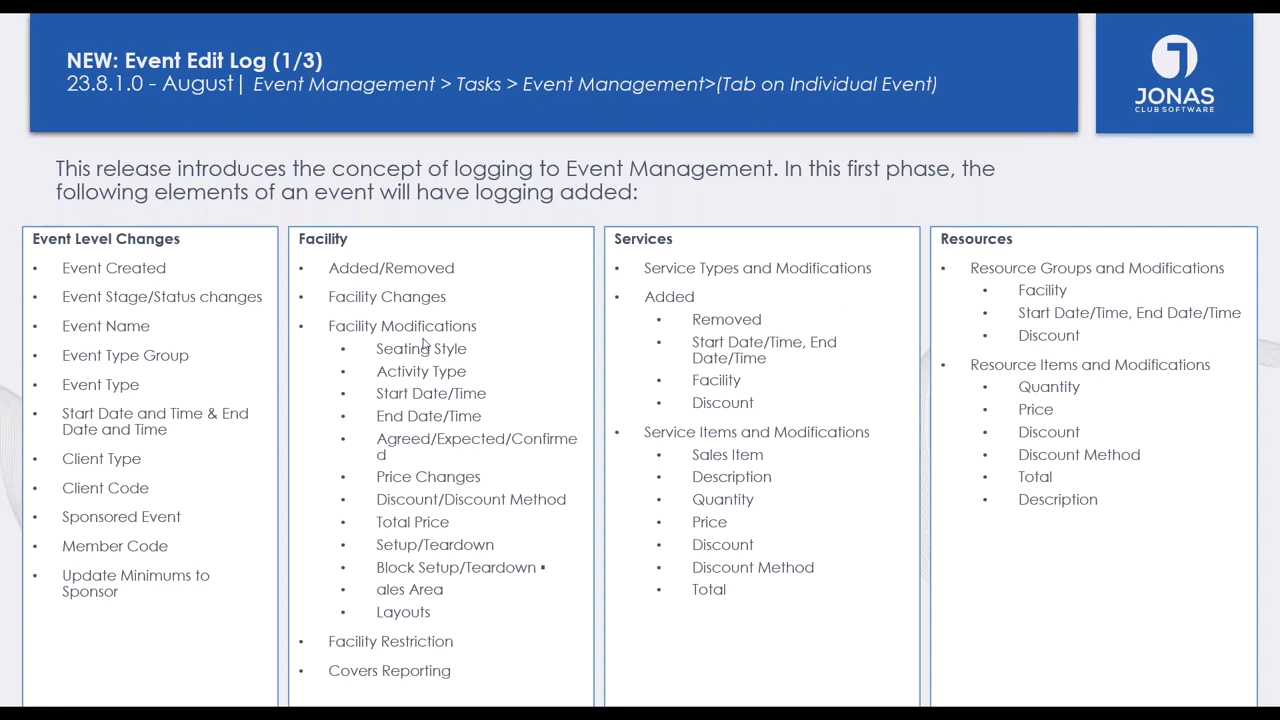 NEW: Event Edit Log (1/3)
23.8.1.0 - August| Event Management > Tasks > Event Management>(Tab on Individual Event)
JONAS
CLUB SOFTWARE
This release introduces the concept of logging to Event Management. In this first phase, the
following elements of an event will have logging added:
Event Level Changes
• Event Created
• Event Stage/Status changes
• Event Name
• Event Type Group
• Event Type
• Start Date and Time & End
Date and Time
• Client Type
• Client Code
• Sponsored Event
• Member Code
• Update Minimums to
Sponsor
Facility
• Added/Removed
• Facility Changes
• Facility Modifications
• Seating Style
• Activity Type
• Start Date/Time
• End Date/Time
• Agreed/Expected/Confirme
d
• Price Changes
• Discount/Discount Method
• Total Price
• Setup/Teardown
• Block Setup/Teardown ▪
• ales Area
• Layouts
• Facility Restriction
• Covers Reporting
Services
• Service Types and Modifications
• Added
• Removed
• Start Date/Time, End
Date/Time
• Facility
• Discount
• Service Items and Modifications
• Sales Item
• Description
• Quantity
• Price
• Discount
• Discount Method
• Total
Resources
• Resource Groups and Modifications
• Facility
• Start Date/Time, End Date/Time
• Discount
• Resource Items and Modifications
• Quantity
• Price
• Discount
• Discount Method
• Total
• Description